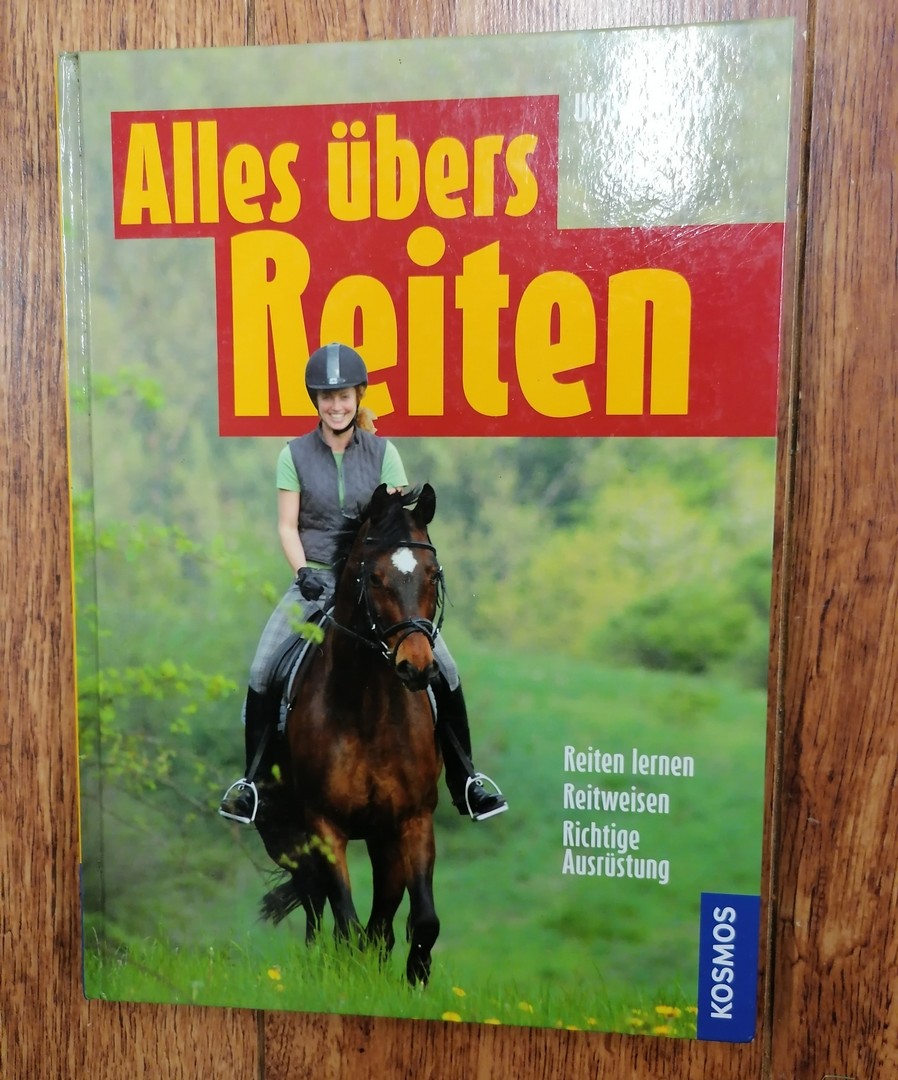 Alles übers
Reiten
Reiten lernen
Reitweisen
Richtige
Ausrüstung
KOSMOS